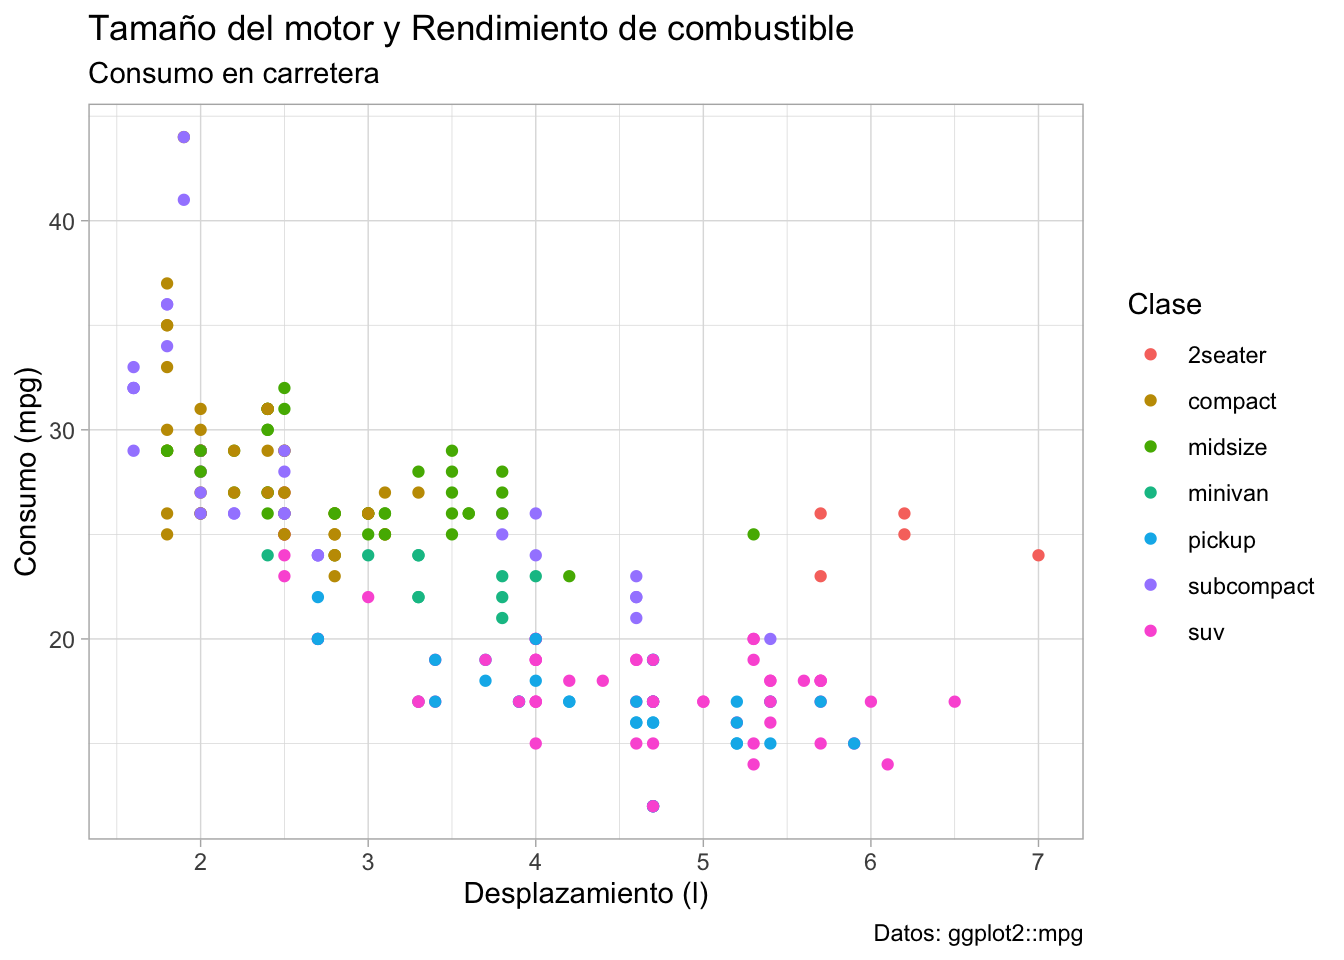 Tamaño del motor y Rendimiento de combustible
Consumo en carretera
Consumo (mpg)
40
30
20
2 3 4 5 6 7
Desplazamiento (l)
Clase
2seater
compact
midsize
minivan
pickup
subcompact
suv
Datos: ggplot2::mpg